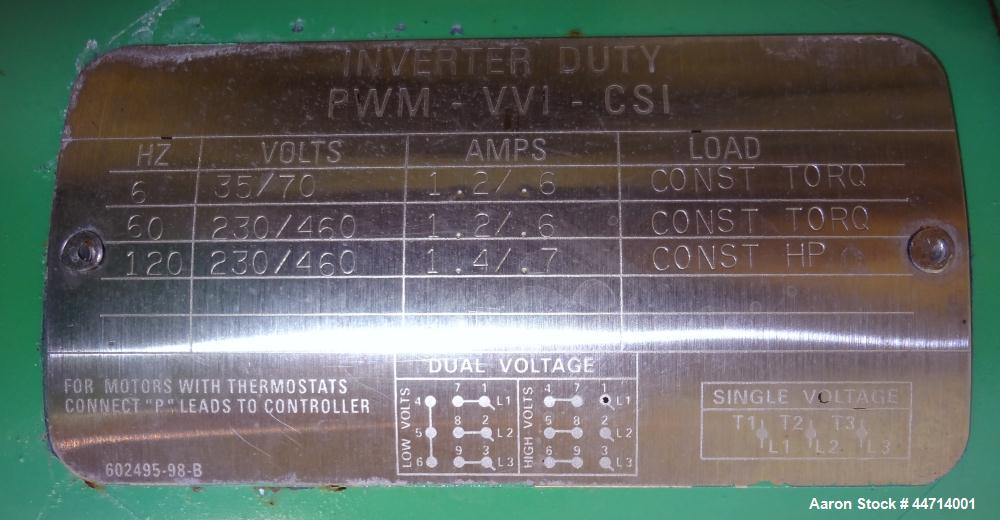 INVERTER DUTY
PWM - VVI - CSI
HZ VOLTS AMPS LOAD
6 35/70 1.2/.6 CONST TORQ
60 230/460 1.2/.6 CONST TORQ
120 230/460 1.4/.7 CONST HP
FOR MOTORS WITH THERMOSTATS
CONNECT "P" LEADS TO CONTROLLER
602495-98-B
DUAL VOLTAGE
LOW VOLTS
7 1
4 L1
8 2
5 L2
9 3
6 L3
HIGH VOLTS
4 7 1
L1
5 8 2
L2
6 9 3
L3
SINGLE VOLTAGE
T1 T2 T3
L1 L2 L3
Aaron Stock # 44714001